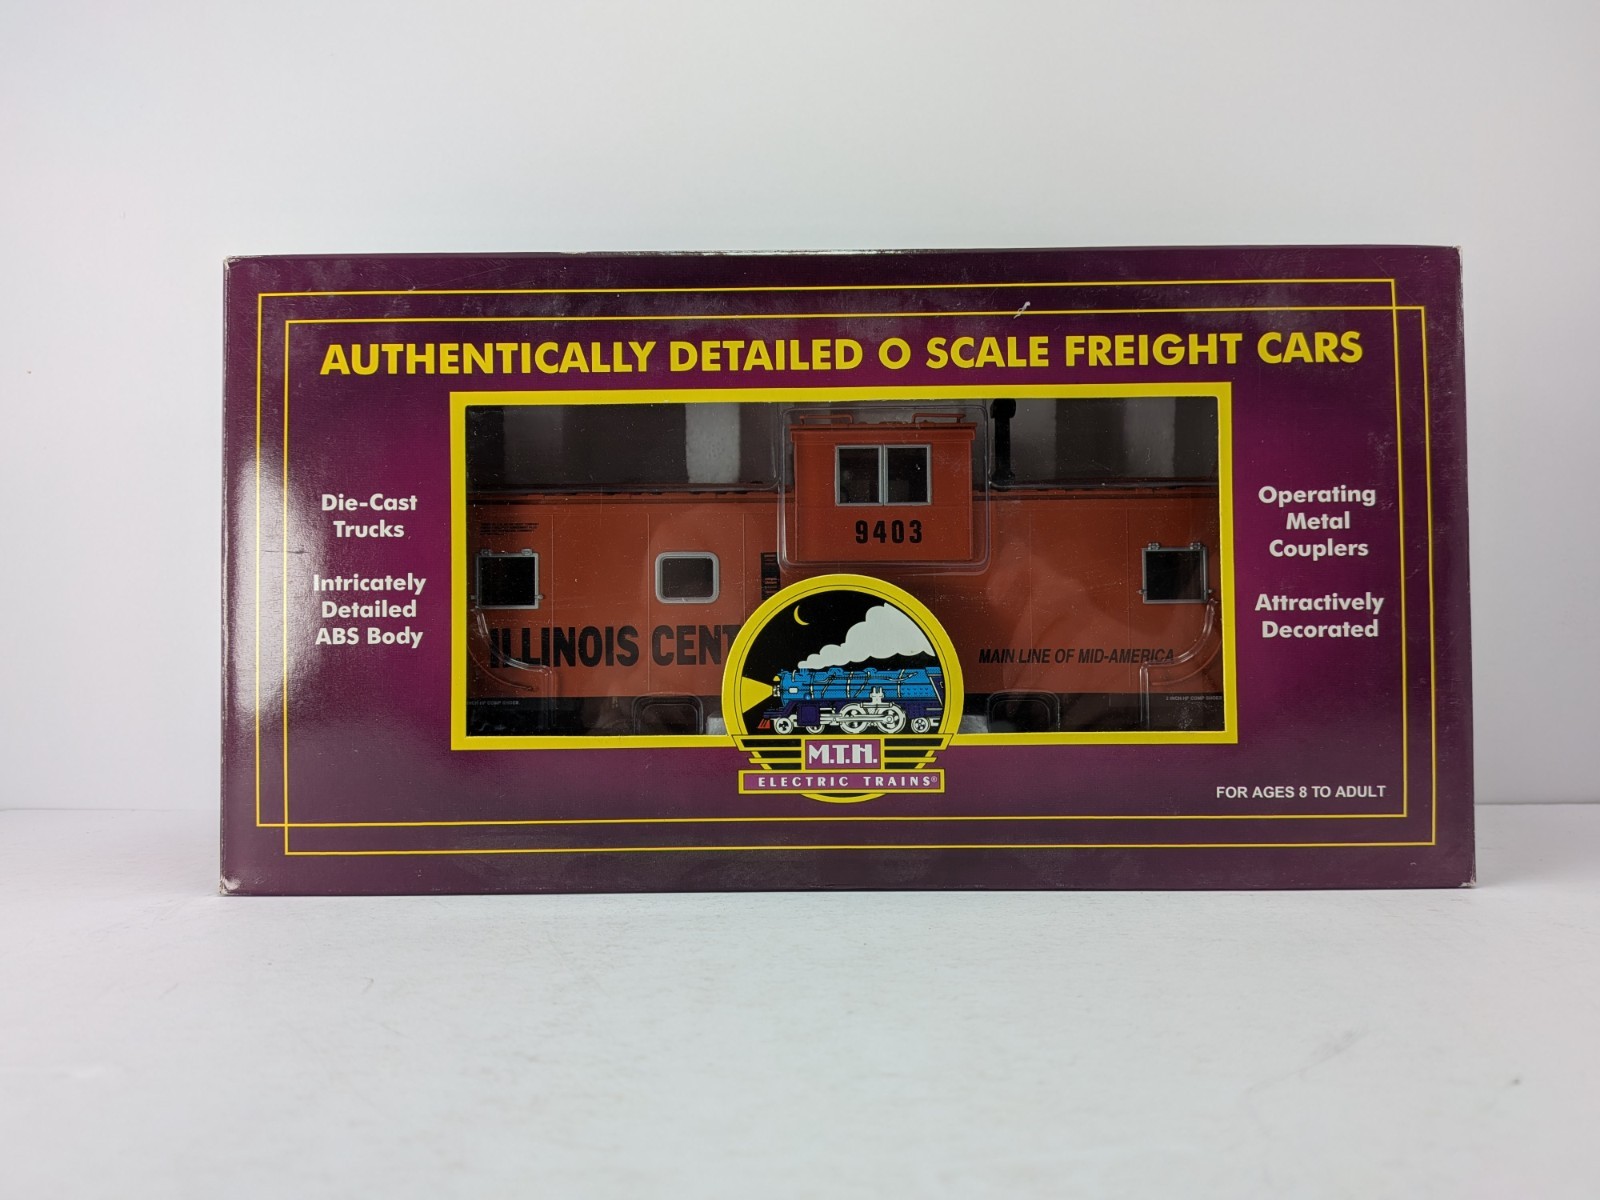 AUTHENTICALLY DETAILED O SCALE FREIGHT CARS
Die-Cast
Trucks
Intricately
Detailed
ABS Body
9403
ILLINOIS CENT
MAIN LINE OF MID-AMERICA
Operating
Metal
Couplers
Attractively
Decorated
M.T.H.
ELECTRIC TRAINS®
FOR AGES 8 TO ADULT